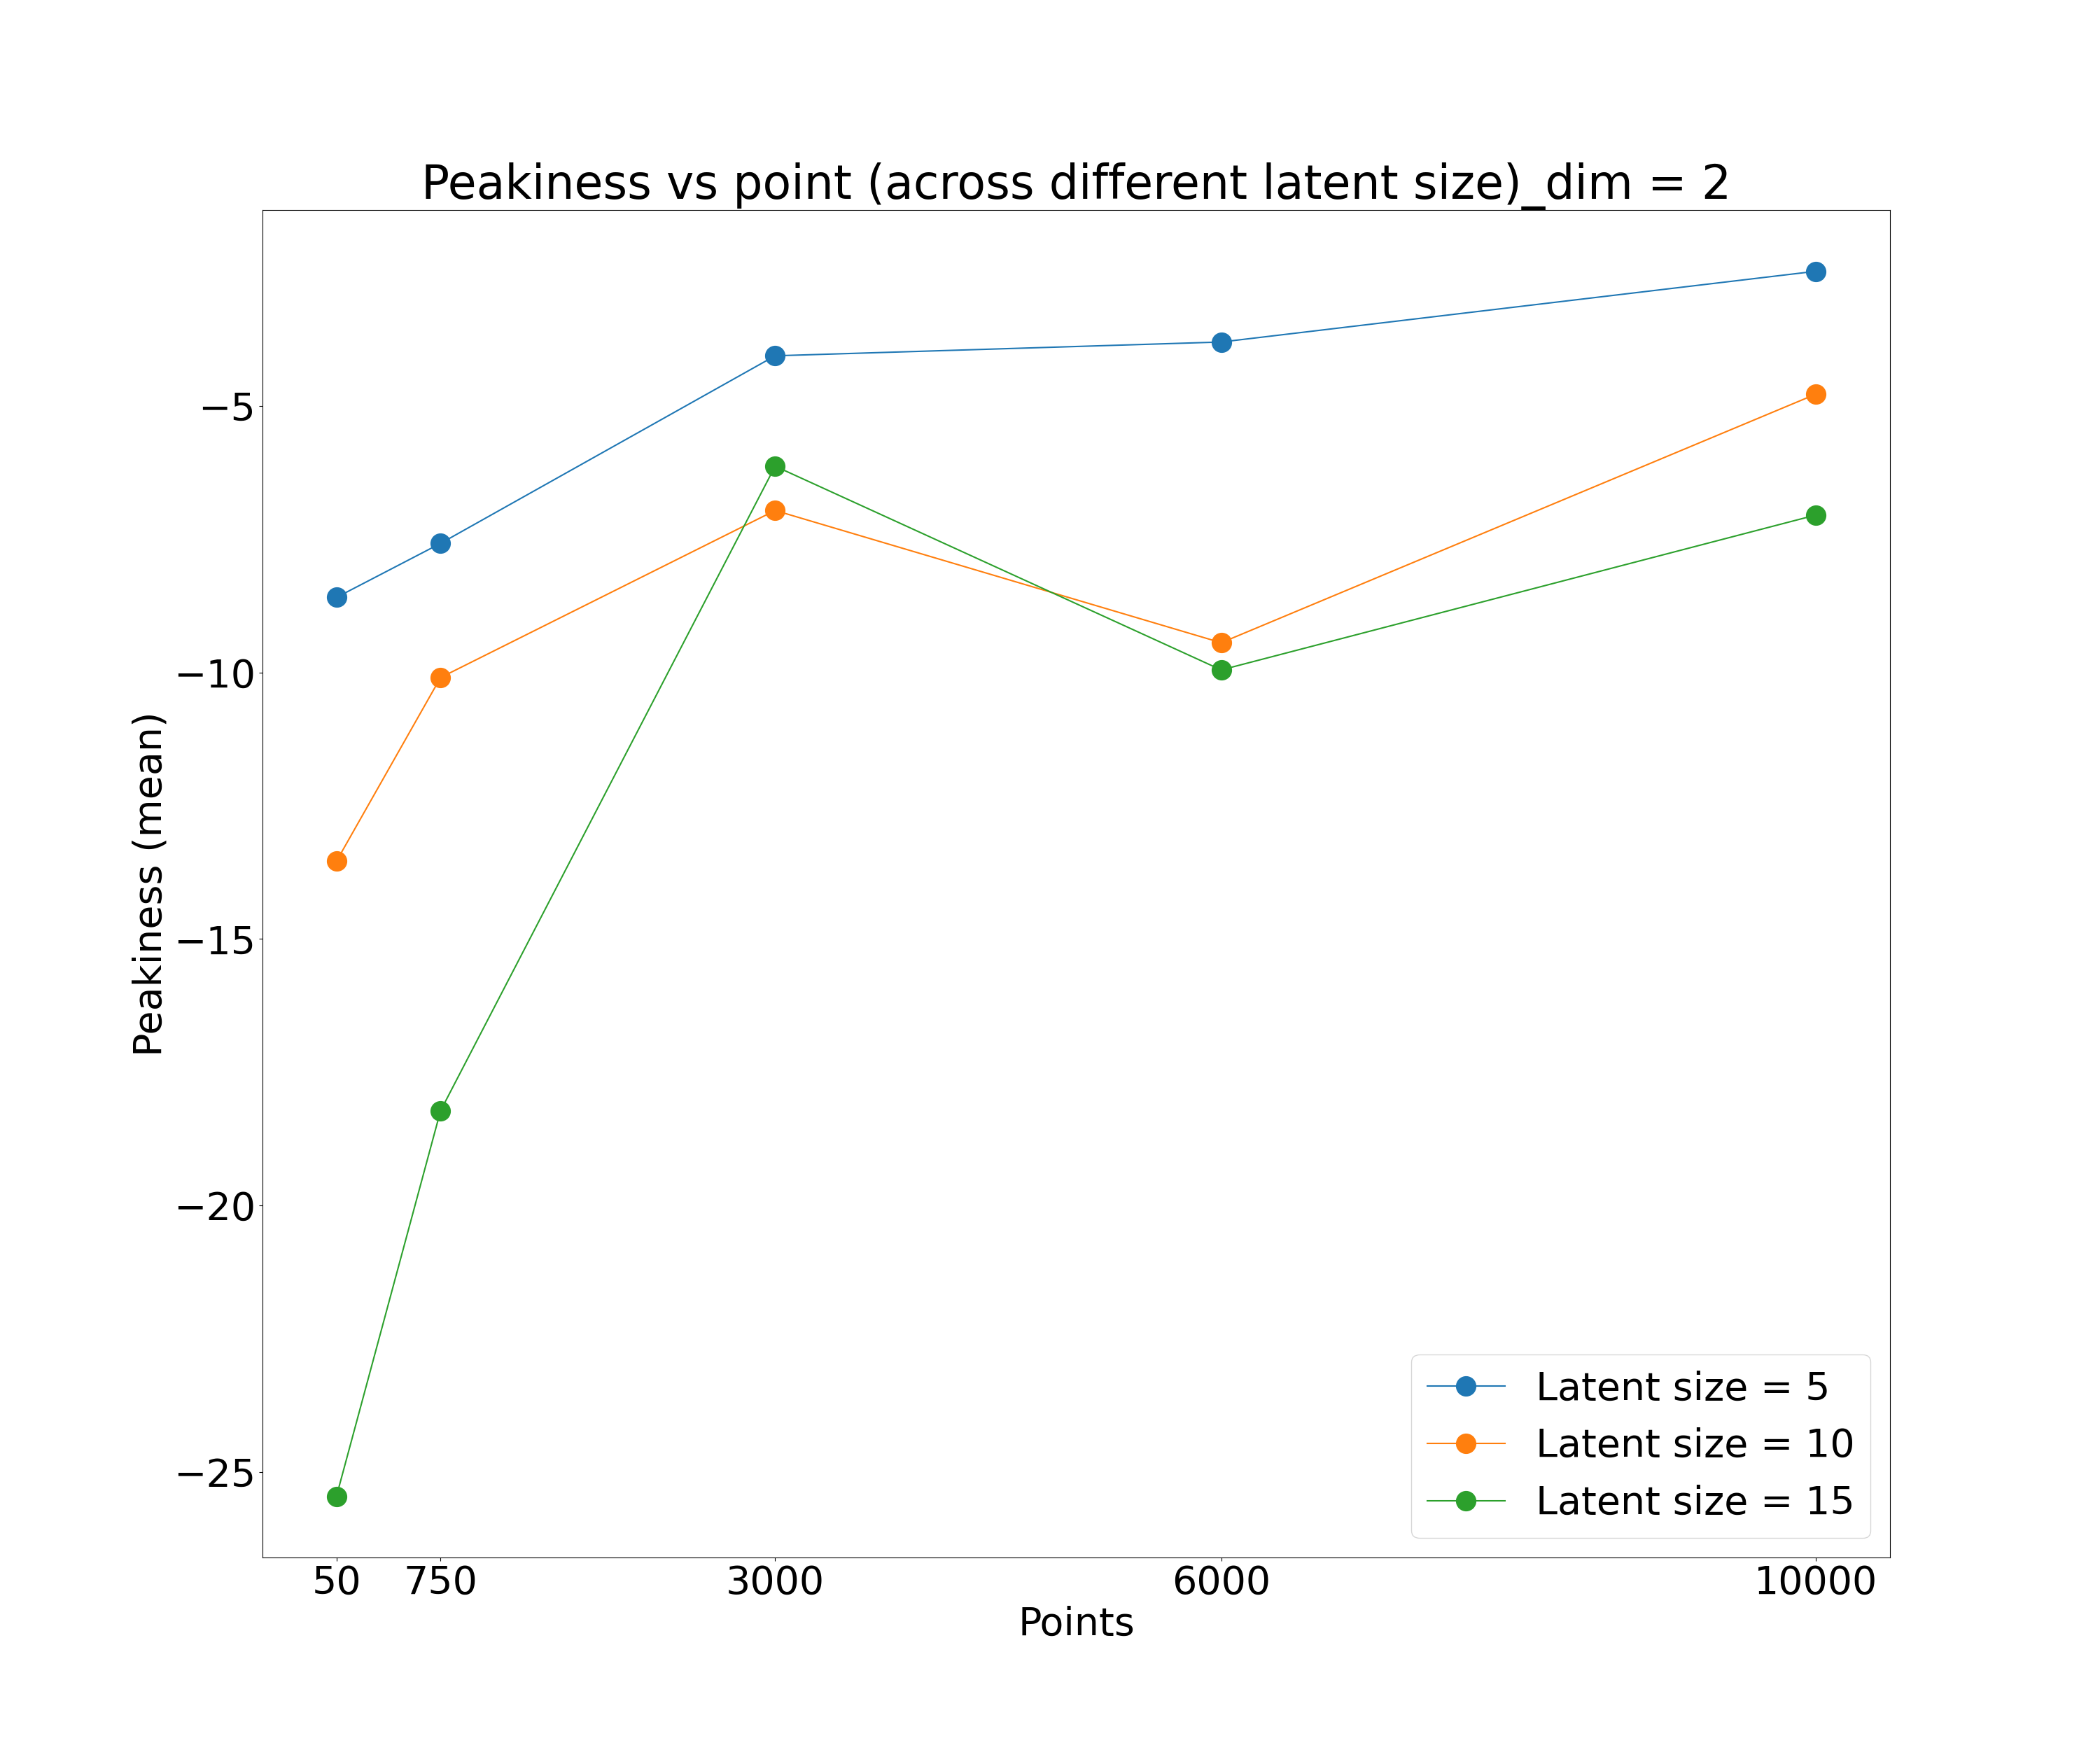 Peakiness vs point (across different latent size)_dim = 2
Peakiness (mean)
−5
−10
−15
−20
−25
Latent size = 5
Latent size = 10
Latent size = 15
50 750 3000 6000 10000
Points